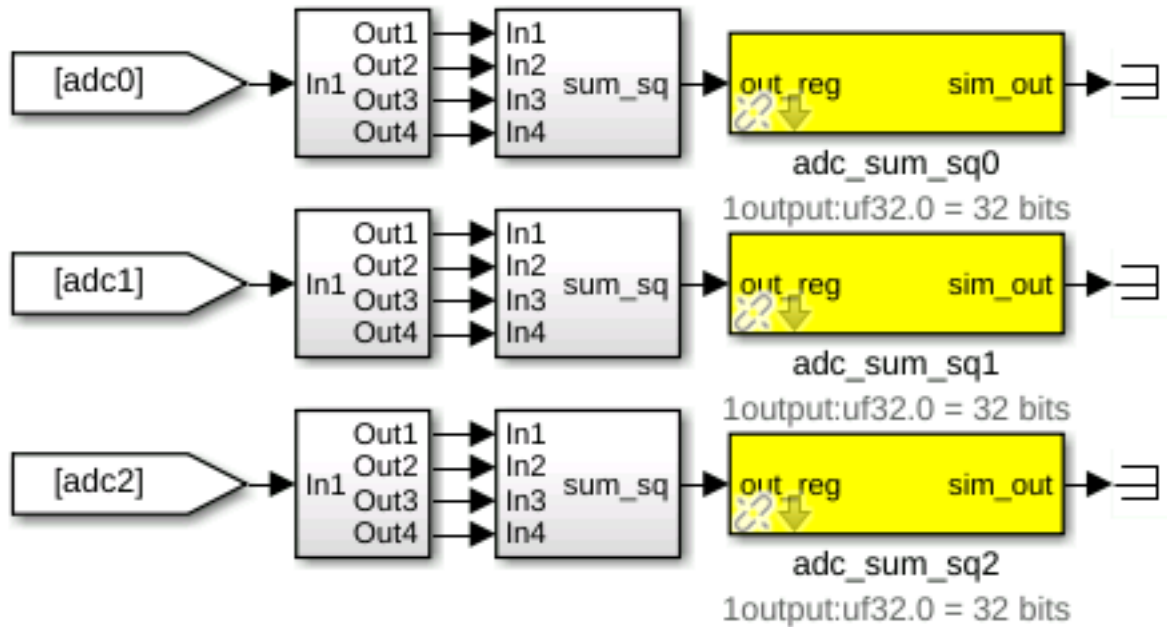 [adc0]
In1
Out1
Out2
Out3
Out4
In1
In2
In3
In4
sum_sq
out_reg
sim_out
adc_sum_sq0
1output:uf32.0 = 32 bits
[adc1]
In1
Out1
Out2
Out3
Out4
In1
In2
In3
In4
sum_sq
out_reg
sim_out
adc_sum_sq1
1output:uf32.0 = 32 bits
[adc2]
In1
Out1
Out2
Out3
Out4
In1
In2
In3
In4
sum_sq
out_reg
sim_out
adc_sum_sq2
1output:uf32.0 = 32 bits